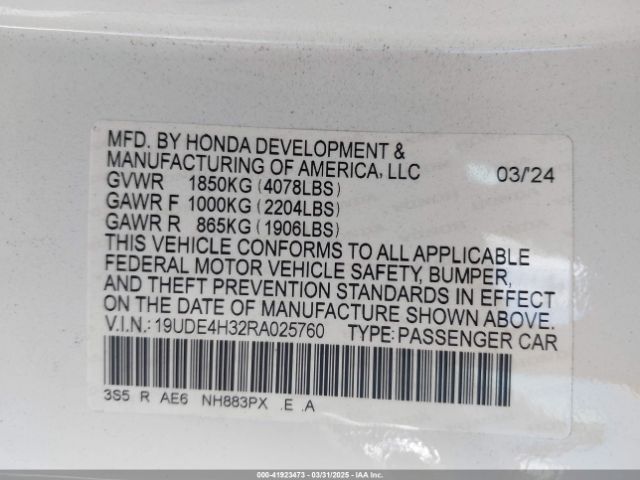 MFD. BY HONDA DEVELOPMENT &
MANUFACTURING OF AMERICA, LLC 03/'24
GVWR 1850KG (4078LBS)
GAWR F 1000KG (2204LBS)
GAWR R 865KG (1906LBS)
THIS VEHICLE CONFORMS TO ALL APPLICABLE
FEDERAL MOTOR VEHICLE SAFETY, BUMPER,
AND THEFT PREVENTION STANDARDS IN EFFECT
ON THE DATE OF MANUFACTURE SHOWN ABOVE.
V.I.N.: 19UDE4H32RA025760 TYPE: PASSENGER CAR
3S5 R AE6 NH883PX .E .A
000-41923473 - 03/31/2025 - IAAI, Inc.